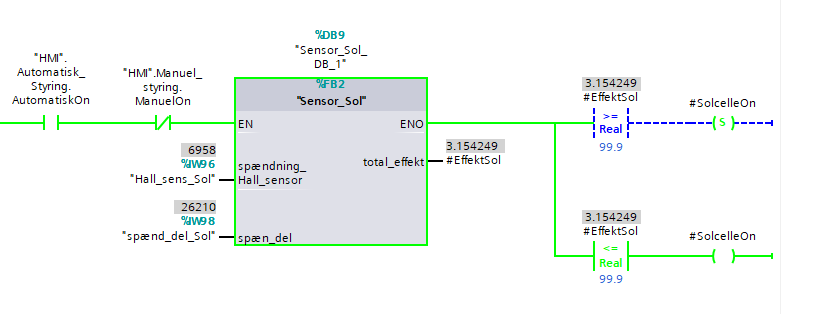 %DB9
"Sensor_Sol_
DB_1"
"HMI".
Automatisk_
Styring.
AutomatiskOn
"HMI".Manuel_
styring.
ManuelOn
%FB2
"Sensor_Sol"
EN
ENO
6958
%IW96
"Hall_sens_Sol"
spændning_
Hall_sensor
26210
%IW98
"spænd_del_Sol"
spæn_del
total_effekt
3.154249
#EffektSol
3.154249
#EffektSol
>=
Real
99.9
#SolcelleOn
S
3.154249
#EffektSol
<=
Real
99.9
#SolcelleOn